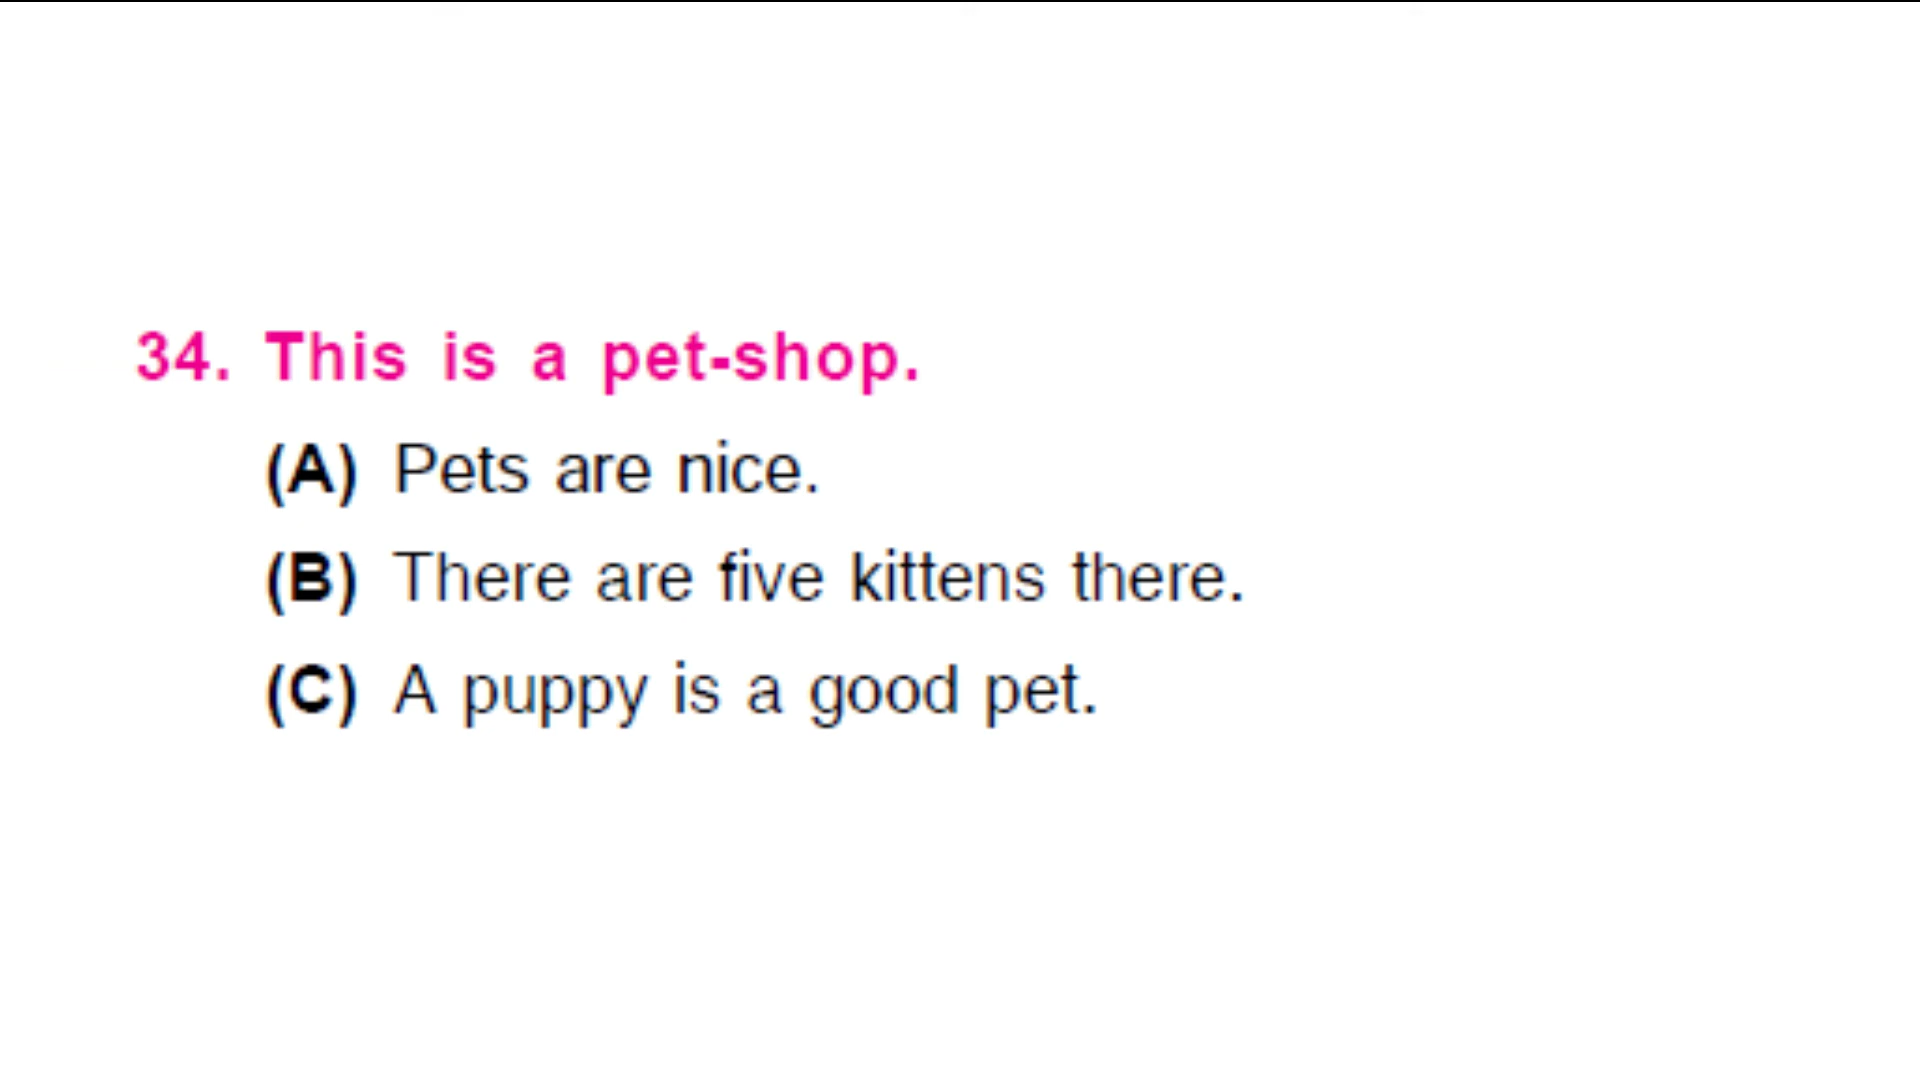 34. This is a pet-shop.
(A) Pets are nice.
(B) There are five kittens there.
(C) A puppy is a good pet.